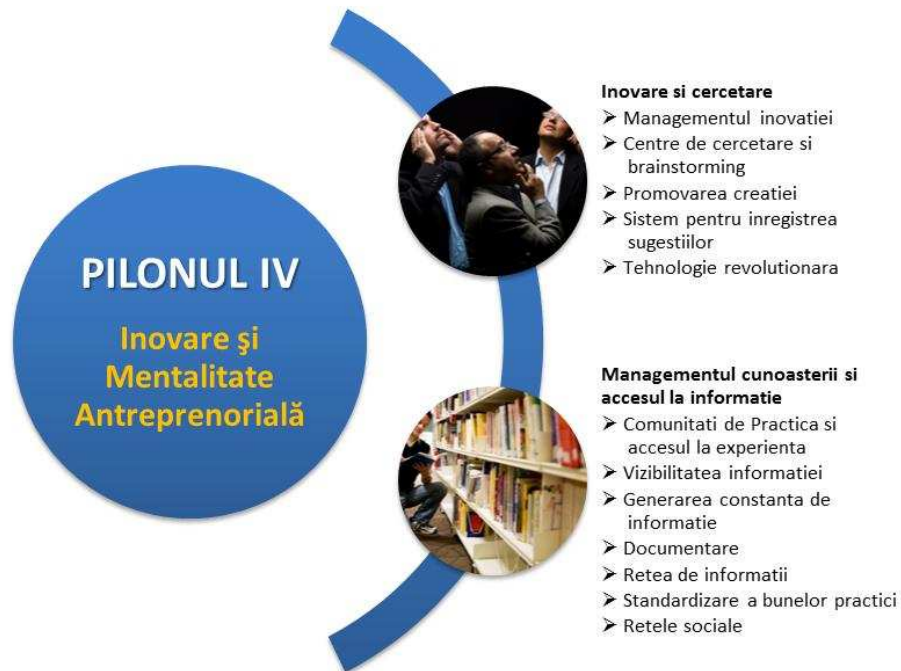 PILONUL IV
Inovare şi
Mentalitate
Antreprenorială
Inovare si cercetare
➤ Managementul inovatiei
➤ Centre de cercetare si
brainstorming
➤ Promovarea creatiei
➤ Sistem pentru inregistrea
sugestiilor
➤ Tehnologie revolutionara
Managementul cunoasterii si
accesul la informatie
➤ Comunitati de Practica si
accesul la experienta
➤ Vizibilitatea informatiei
➤ Generarea constanta de
informatie
➤ Documentare
➤ Retea de informatii
➤ Standardizare a bunelor practici
➤ Retele sociale